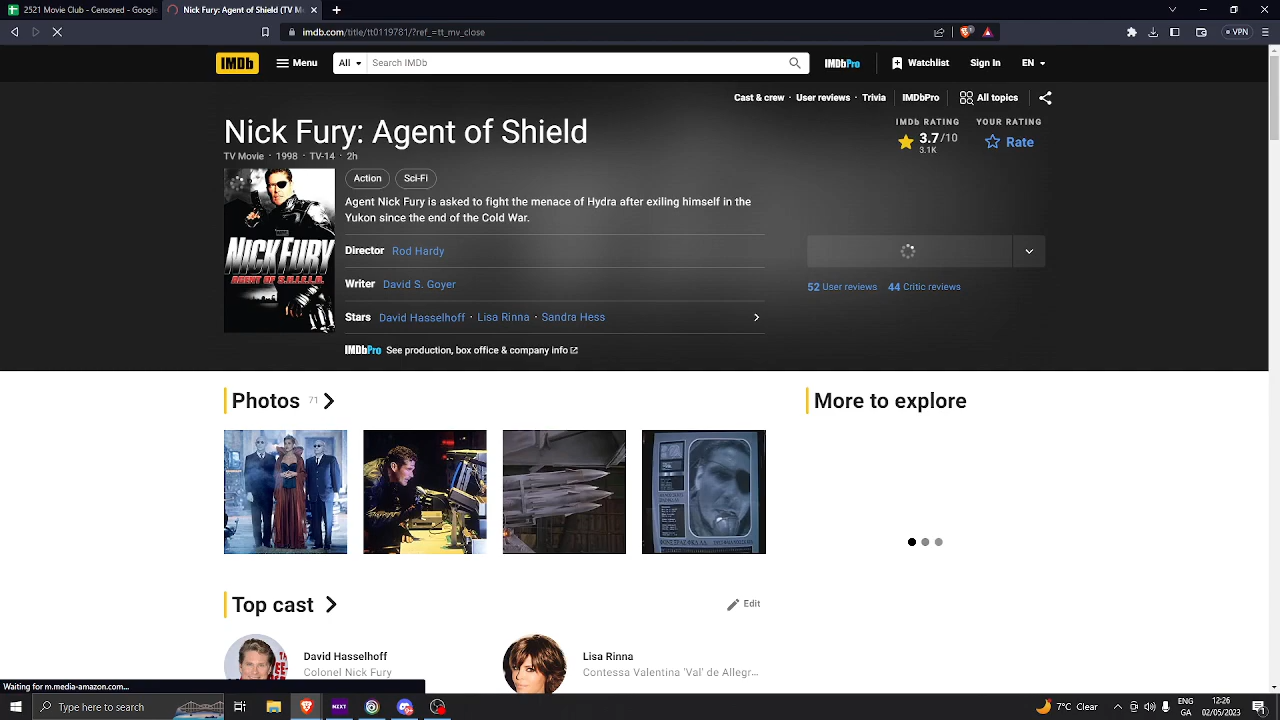 2521 Movie Club - Censored - Google
Nick Fury: Agent of Shield (TV M
imdb.com/title/tt0119781/?ref_=tt_mv_close
VPN
IMDb
Menu
All
Search IMDb
IMDbPro
Watchlist
Sign In
EN
Cast & crew · User reviews · Trivia
IMDbPro
All topics
Nick Fury: Agent of Shield
TV Movie · 1998 · TV-14 · 2h
IMDb RATING
3.7/10
3.1K
YOUR RATING
Rate
NICK FURY
AGENT OF S.H.I.E.L.D.
Action
Sci-Fi
Agent Nick Fury is asked to fight the menace of Hydra after exiling himself in the
Yukon since the end of the Cold War.
Director Rod Hardy
Writer David S. Goyer
Stars David Hasselhoff · Lisa Rinna · Sandra Hess
IMDbPro See production, box office & company info
52 User reviews
44 Critic reviews
Photos 71
More to explore
Top cast
Edit
David Hasselhoff
Colonel Nick Fury
Lisa Rinna
Contessa Valentina 'Val' de Allegr...
Waiting for m.media-amazon.com...
Type here to search
NEXT
7°C Clear
ENG
GA
12:26
02/05/2023